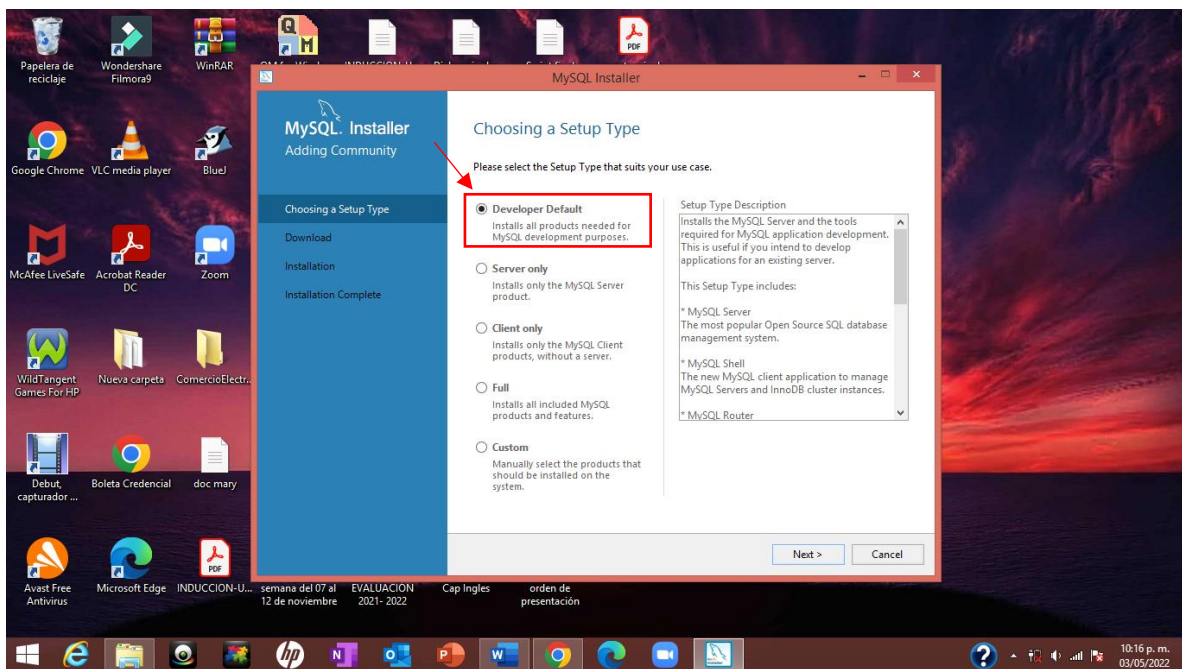 Papelera de
reciclaje
Wondershare
Filmora9
WinRAR
PDF
MySQL Installer
MySQL. Installer
Adding Community
Choosing a Setup Type
Download
Installation
Installation Complete
Choosing a Setup Type
Please select the Setup Type that suits your use case.
Developer Default
Installs all products needed for
MySQL development purposes.
Server only
Installs only the MySQL Server
product.
Client only
Installs only the MySQL Client
products, without a server.
Full
Installs all included MySQL
products and features.
Custom
Manually select the products that
should be installed on the
system.
Setup Type Description
Installs the MySQL Server and the tools
required for MySQL application development.
This is useful if you intend to develop
applications for an existing server.
This Setup Type includes:
* MySQL Server
The most popular Open Source SQL database
management system.
* MySQL Shell
The new MySQL client application to manage
MySQL Servers and InnoDB cluster instances.
* MySQL Router
Next >
Cancel
Google Chrome
VLC media player
BlueJ
McAfee LiveSafe
Acrobat Reader
DC
Zoom
WildTangent
Games For HP
Nueva carpeta
ComercioElectr...
Debut,
capturador ...
Boleta Credencial
doc mary
Avast Free
Antivirus
Microsoft Edge
PDF
INDUCCION-U...
semana del 07 al
12 de noviembre
EVALUACION
2021- 2022
Cap Ingles
orden de
presentación
Installer
10:16 p. m.
03/05/2022